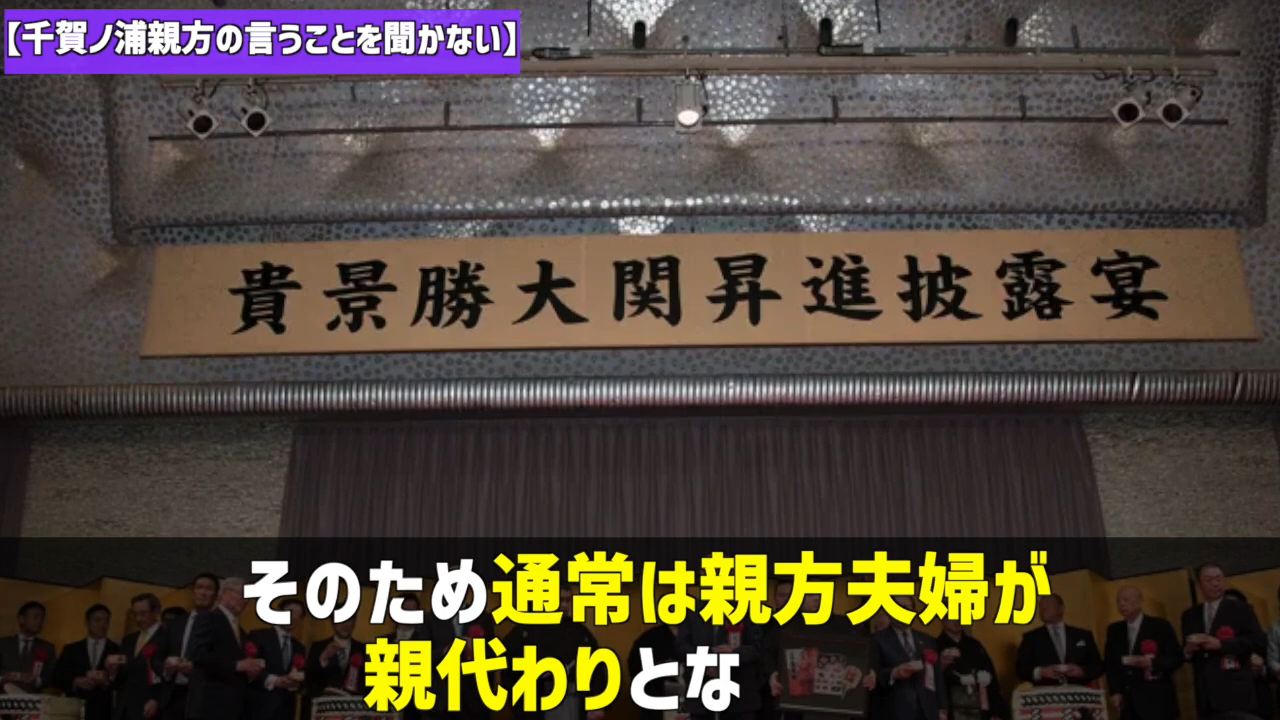 【千賀ノ浦親方の言うことを聞かない】
貴景勝大関昇進披露宴
そのため通常は親方夫婦が
親代わりとな